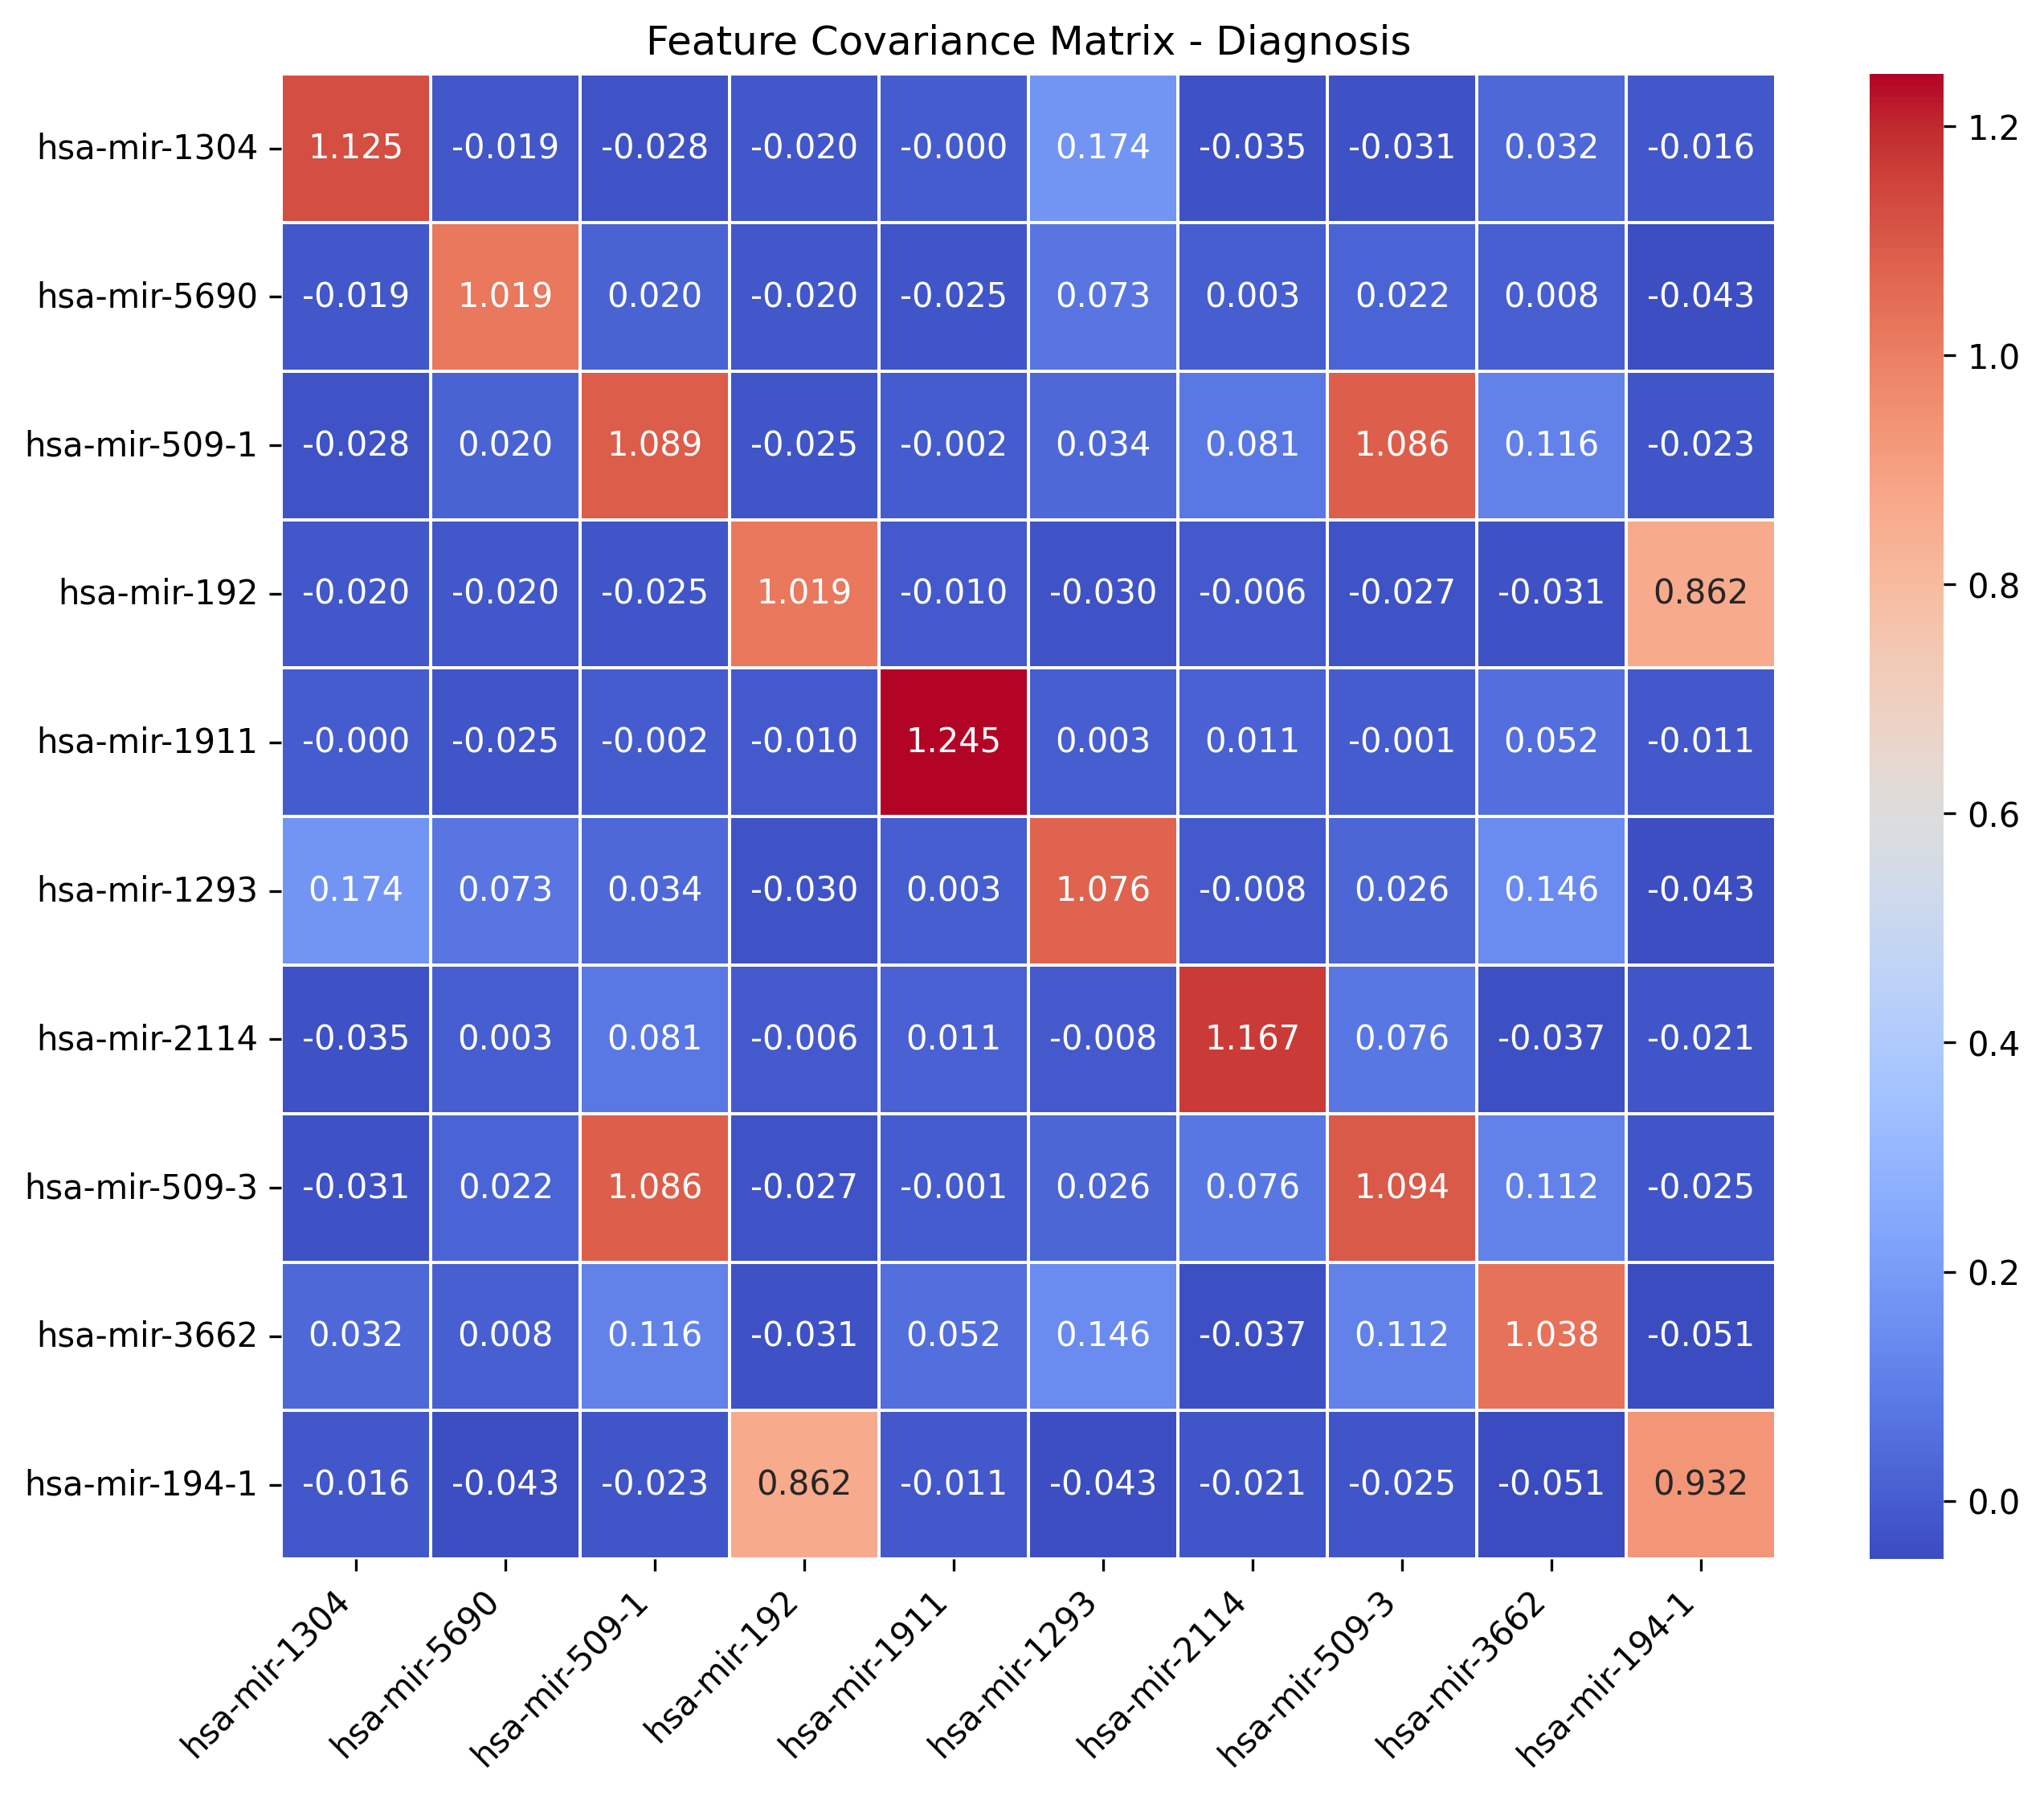 Feature Covariance Matrix - Diagnosis
hsa-mir-1304 1.125 -0.019 -0.028 -0.020 -0.000 0.174 -0.035 -0.031 0.032 -0.016
hsa-mir-5690 -0.019 1.019 0.020 -0.020 -0.025 0.073 0.003 0.022 0.008 -0.043
hsa-mir-509-1 -0.028 0.020 1.089 -0.025 -0.002 0.034 0.081 1.086 0.116 -0.023
hsa-mir-192 -0.020 -0.020 -0.025 1.019 -0.010 -0.030 -0.006 -0.027 -0.031 0.862
hsa-mir-1911 -0.000 -0.025 -0.002 -0.010 1.245 0.003 0.011 -0.001 0.052 -0.011
hsa-mir-1293 0.174 0.073 0.034 -0.030 0.003 1.076 -0.008 0.026 0.146 -0.043
hsa-mir-2114 -0.035 0.003 0.081 -0.006 0.011 -0.008 1.167 0.076 -0.037 -0.021
hsa-mir-509-3 -0.031 0.022 1.086 -0.027 -0.001 0.026 0.076 1.094 0.112 -0.025
hsa-mir-3662 0.032 0.008 0.116 -0.031 0.052 0.146 -0.037 0.112 1.038 -0.051
hsa-mir-194-1 -0.016 -0.043 -0.023 0.862 -0.011 -0.043 -0.021 -0.025 -0.051 0.932
hsa-mir-1304 hsa-mir-5690 hsa-mir-509-1 hsa-mir-192 hsa-mir-1911 hsa-mir-1293 hsa-mir-2114 hsa-mir-509-3 hsa-mir-3662 hsa-mir-194-1
1.2
1.0
0.8
0.6
0.4
0.2
0.0